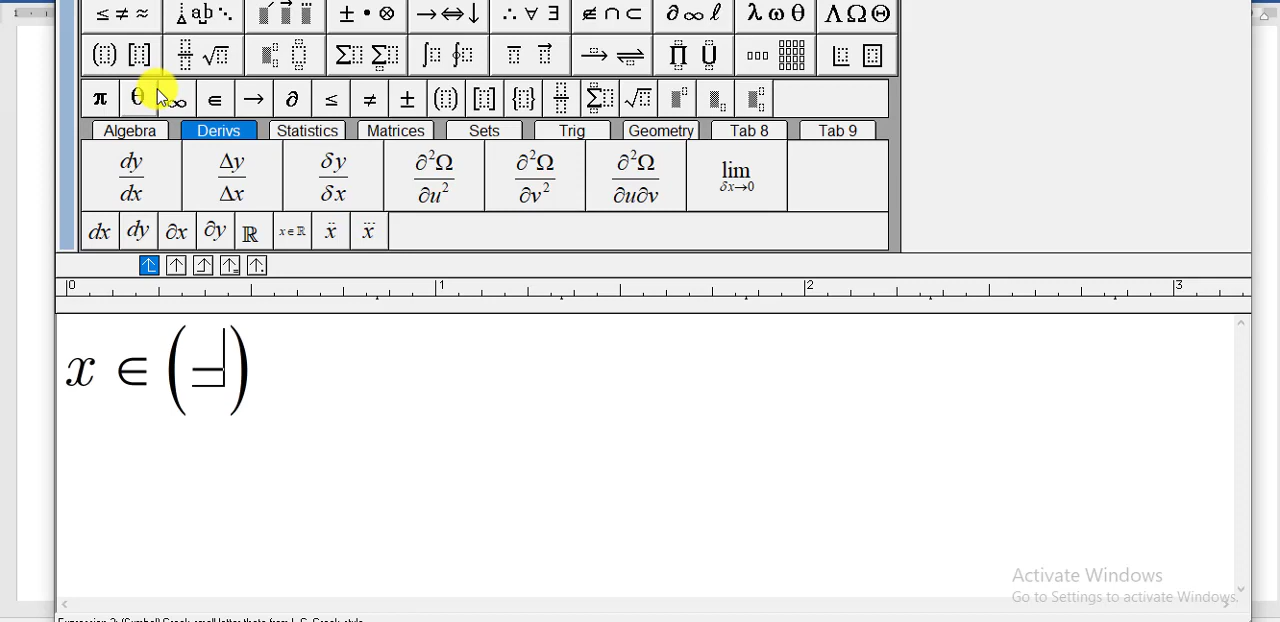 ≤ ≠ ≈ ȧ ab ⋱ ± • ⊗ → ⇔ ↓ ∴ ∀ ∃ ∉ ∩ ⊂ ∂ ∞ ℓ λ ω θ Λ Ω Θ
π θ ∞ ∈ → ∂ ≤ ≠ ±
Algebra Derivs Statistics Matrices Sets Trig Geometry Tab 8 Tab 9
dy/dx Δy/Δx δy/δx ∂²Ω/∂u² ∂²Ω/∂v² ∂²Ω/∂u∂v lim δx→0
dx dy ∂x ∂y ℝ x∈ℝ ẍ x⃛
0 1 2 3
x ∈ (−)
Activate Windows
Go to Settings to activate Windows.